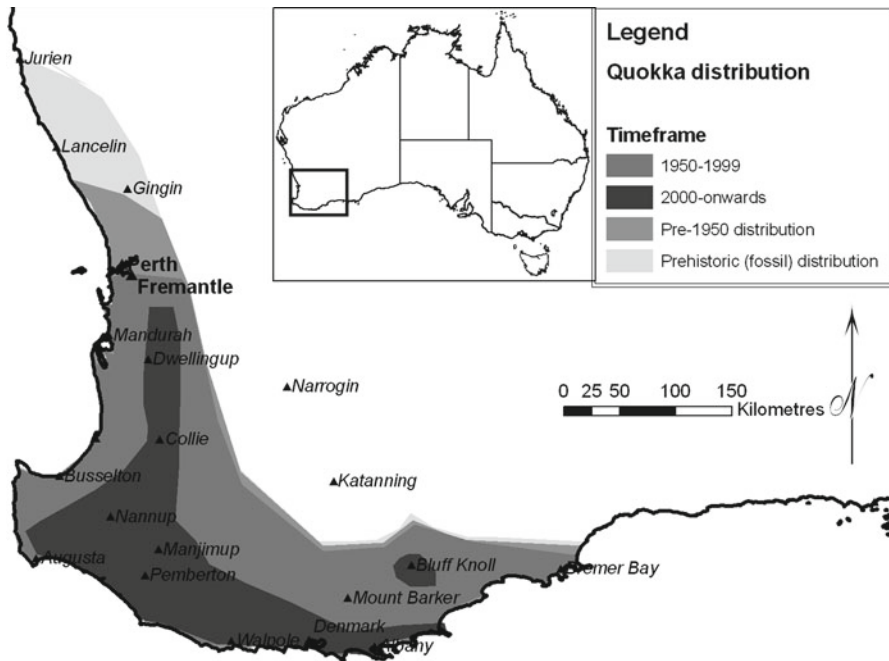 Legend
Quokka distribution
Timeframe
1950-1999
2000-onwards
Pre-1950 distribution
Prehistoric (fossil) distribution
Jurien
Lancelin
Gingin
Perth
Fremantle
Mandurah
Dwellingup
Narrogin
0 25 50 100 150
Kilometres
N
Collie
Busselton
Katanning
Nannup
Manjimup
Augusta
Pemberton
Bluff Knoll
Bremer Bay
Mount Barker
Denmark
Walpole
Albany